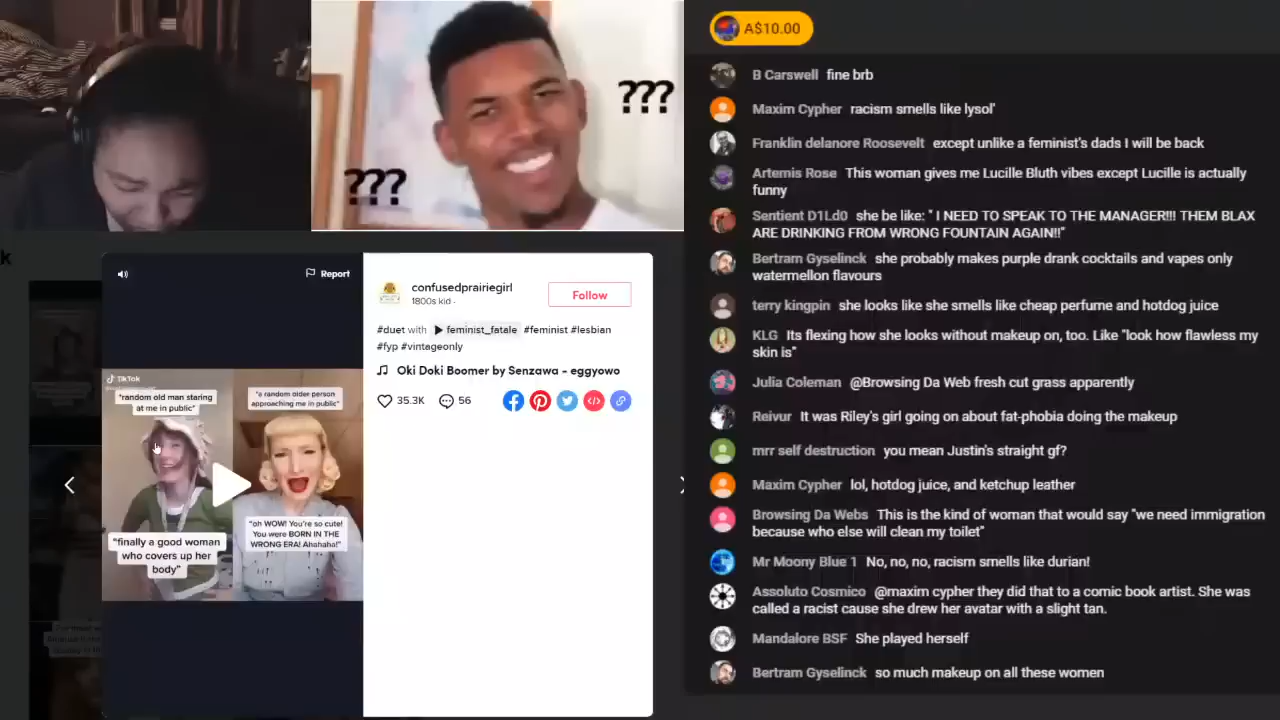 ???
???
k
Report
TikTok
"random old man staring
at me in public"
"finally a good woman
who covers up her
body"
"a random older person
approaching me in public"
"oh WOW! You're so cute!
You were BORN IN THE
WRONG ERA! Ahahaha!"
confusedprairiegirl
1800s kid ·
Follow
#duet with ▶ feminist_fatale #feminist #lesbian
#fyp #vintageonly
Oki Doki Boomer by Senzawa - eggyowo
35.3K
56
A$10.00
B Carswell fine brb
Maxim Cypher racism smells like lysol'
Franklin delanore Roosevelt except unlike a feminist's dads I will be back
Artemis Rose This woman gives me Lucille Bluth vibes except Lucille is actually
funny
Sentient D1Ld0 she be like: " I NEED TO SPEAK TO THE MANAGER!!! THEM BLAX
ARE DRINKING FROM WRONG FOUNTAIN AGAIN!!"
Bertram Gyselinck she probably makes purple drank cocktails and vapes only
watermellon flavours
terry kingpin she looks like she smells like cheap perfume and hotdog juice
KLG Its flexing how she looks without makeup on, too. Like "look how flawless my
skin is"
Julia Coleman @Browsing Da Web fresh cut grass apparently
Reivur It was Riley's girl going on about fat-phobia doing the makeup
mrr self destruction you mean Justin's straight gf?
Maxim Cypher lol, hotdog juice, and ketchup leather
Browsing Da Webs This is the kind of woman that would say "we need immigration
because who else will clean my toilet"
Mr Moony Blue 1 No, no, no, racism smells like durian!
Assoluto Cosmico @maxim cypher they did that to a comic book artist. She was
called a racist cause she drew her avatar with a slight tan.
Mandalore BSF She played herself
Bertram Gyselinck so much makeup on all these women